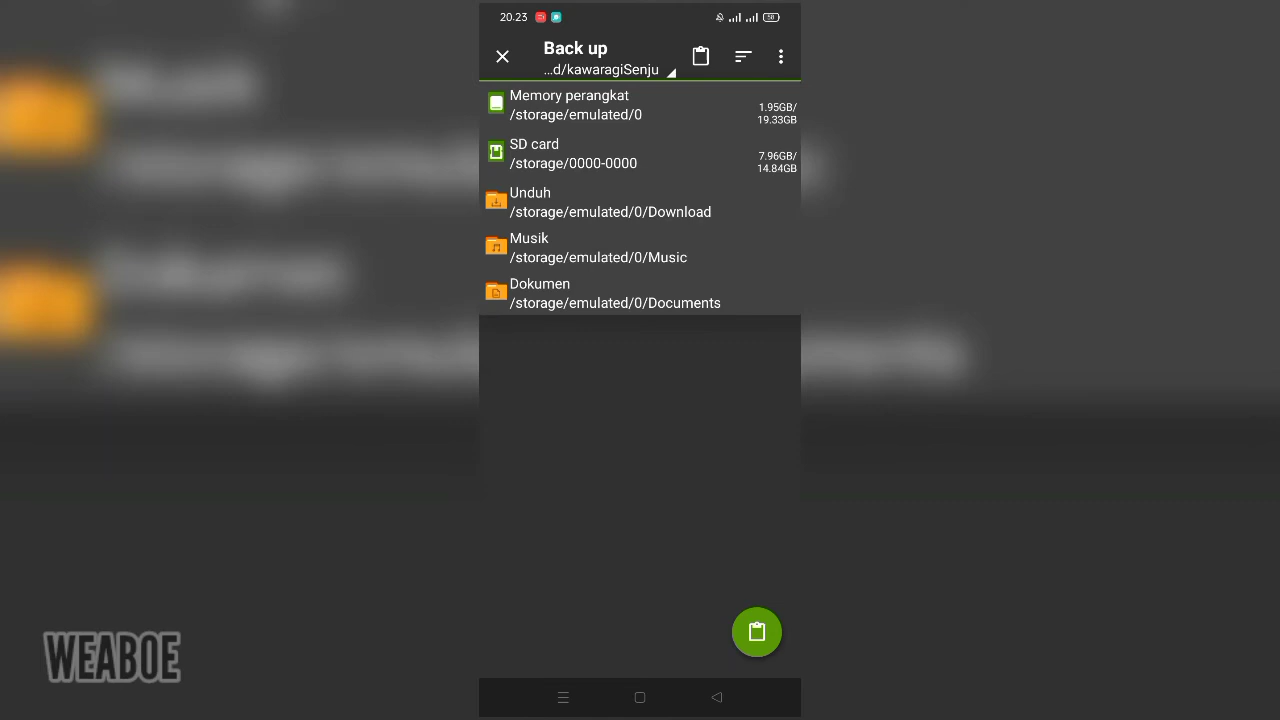 20.23
50
Back up
...d/kawaragiSenju
Memory perangkat
/storage/emulated/0
1.95GB/
19.33GB
SD card
/storage/0000-0000
7.96GB/
14.84GB
Unduh
/storage/emulated/0/Download
Musik
/storage/emulated/0/Music
Dokumen
/storage/emulated/0/Documents
WEABOE